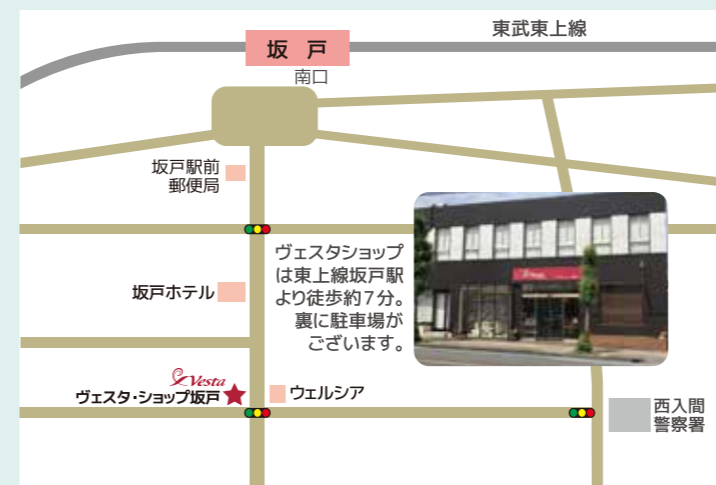 東武東上線
坂 戸
南口
坂戸駅前
郵便局
ヴェスタショップ
は東上線坂戸駅
より徒歩約7分。
裏に駐車場が
ございます。
坂戸ホテル
Vesta
ヴェスタ・ショップ坂戸
ウェルシア
西入間
警察署